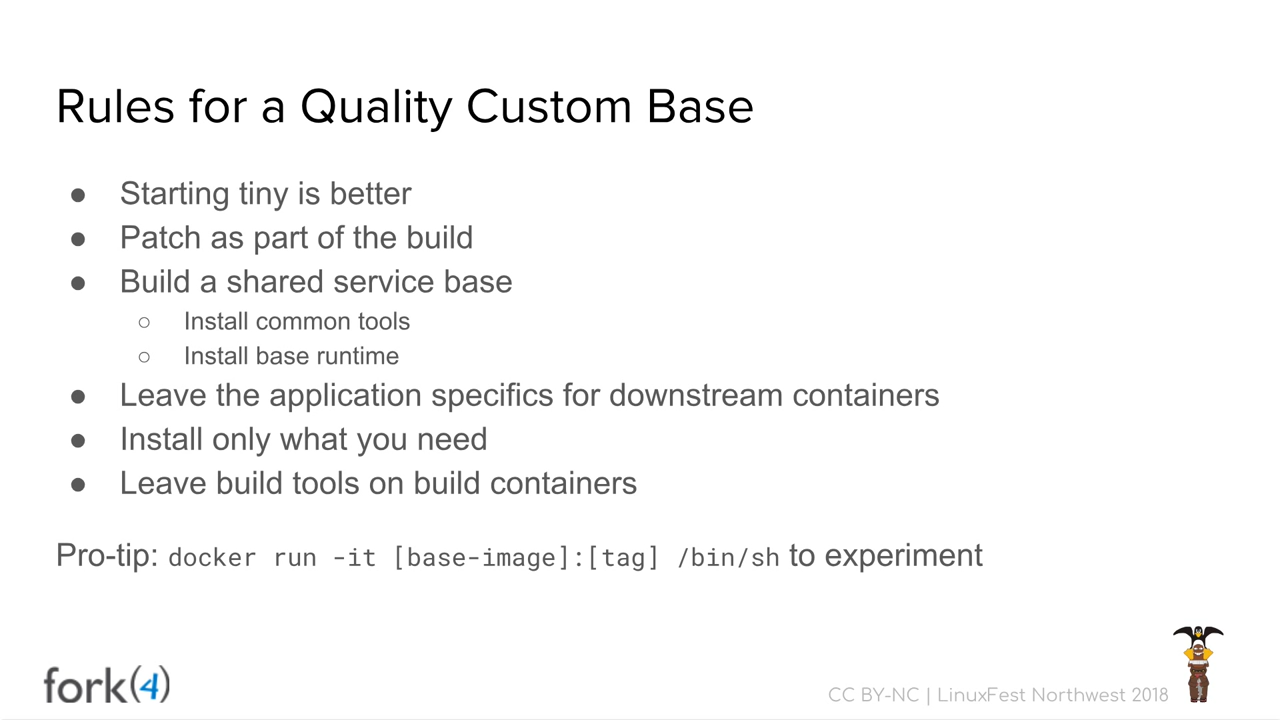 Rules for a Quality Custom Base
● Starting tiny is better
● Patch as part of the build
● Build a shared service base
○ Install common tools
○ Install base runtime
● Leave the application specifics for downstream containers
● Install only what you need
● Leave build tools on build containers
Pro-tip: docker run -it [base-image]:[tag] /bin/sh to experiment
fork(4)
CC BY-NC | LinuxFest Northwest 2018